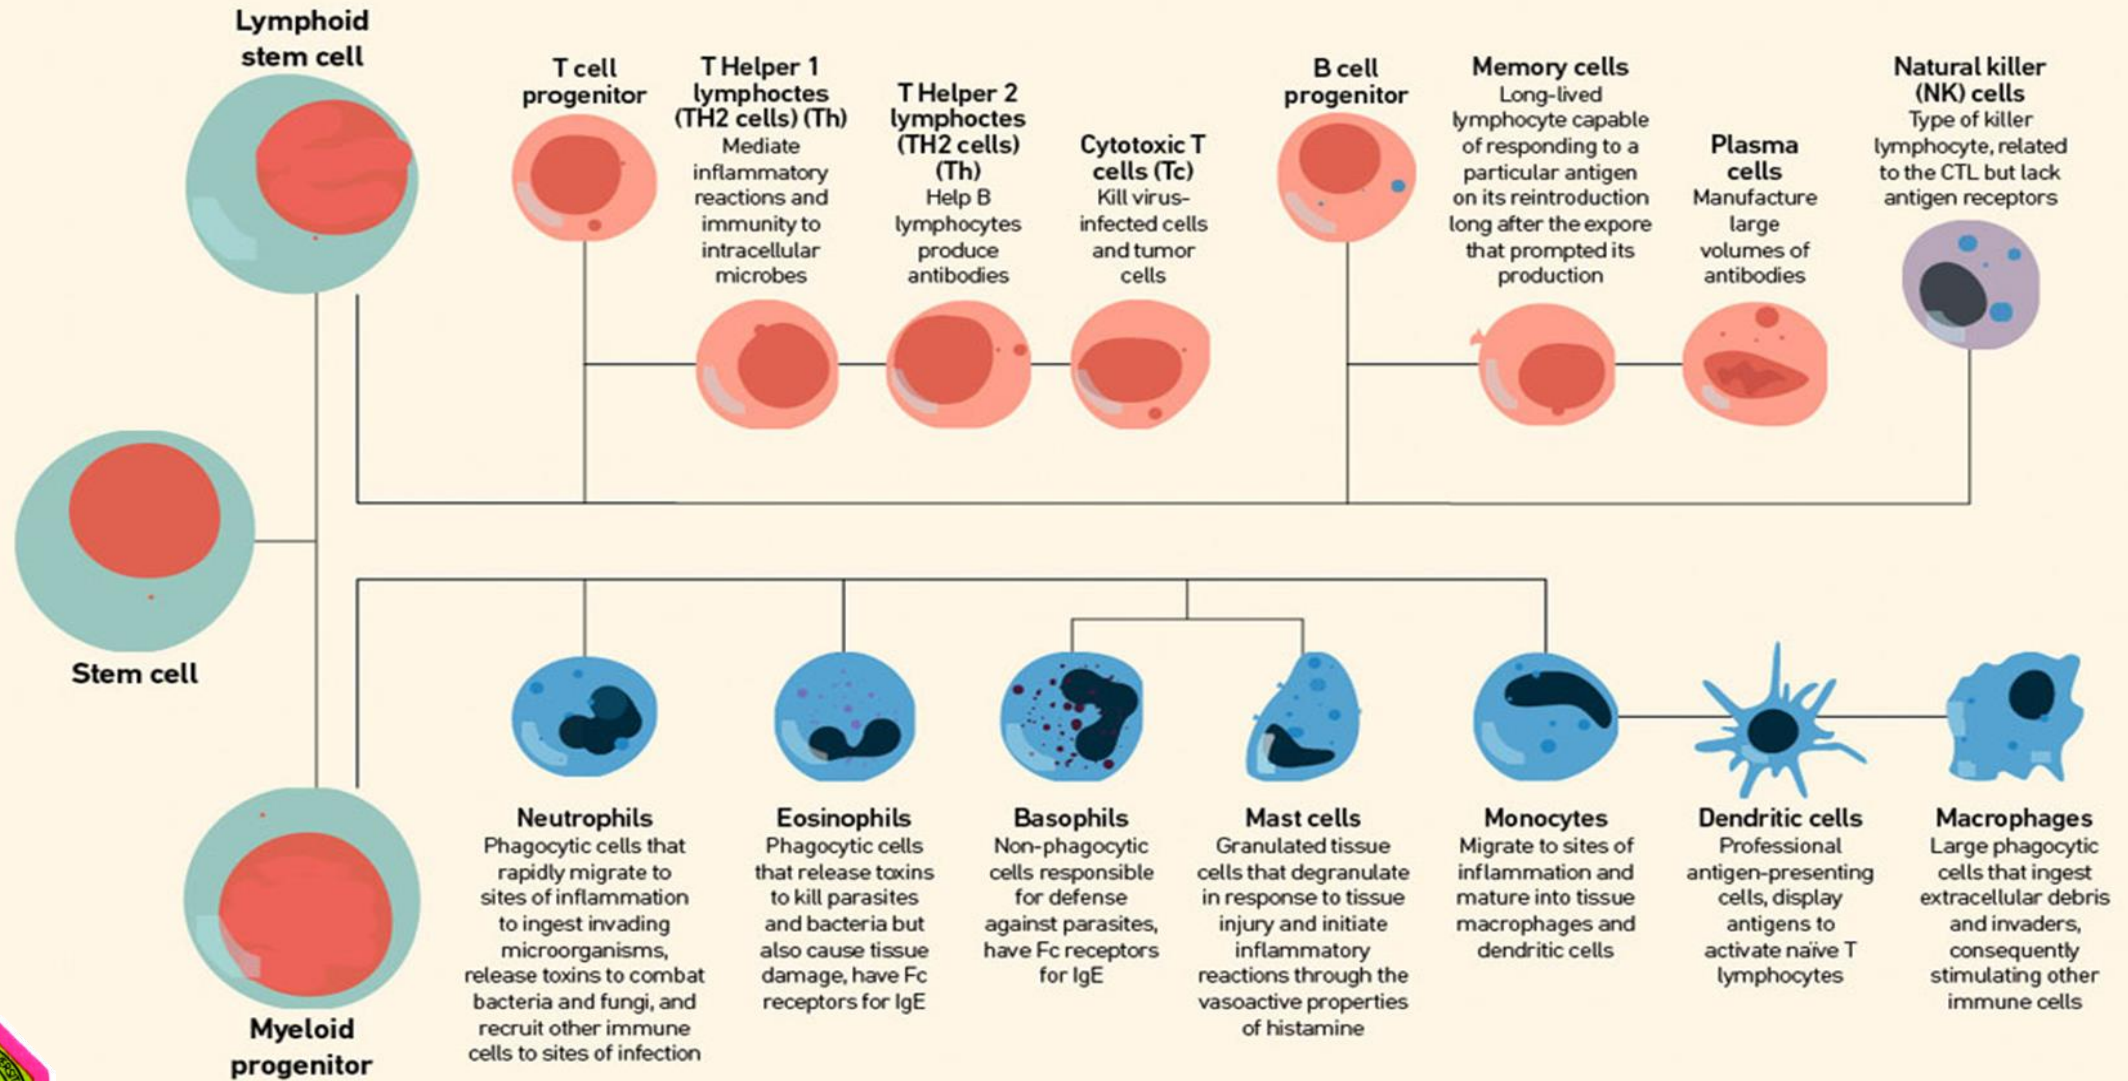 Lymphoid
stem cell
T cell
progenitor
T Helper 1
lymphoctes
(TH2 cells) (Th)
Mediate
inflammatory
reactions and
immunity to
intracellular
microbes
T Helper 2
lymphoctes
(TH2 cells)
(Th)
Help B
lymphocytes
produce
antibodies
Cytotoxic T
cells (Tc)
Kill virus-
infected cells
and tumor
cells
B cell
progenitor
Memory cells
Long-lived
lymphocyte capable
of responding to a
particular antigen
on its reintroduction
long after the expore
that prompted its
production
Plasma
cells
Manufacture
large
volumes of
antibodies
Natural killer
(NK) cells
Type of killer
lymphocyte, related
to the CTL but lack
antigen receptors
Stem cell
Myeloid
progenitor
Neutrophils
Phagocytic cells that
rapidly migrate to
sites of inflammation
to ingest invading
microorganisms,
release toxins to combat
bacteria and fungi, and
recruit other immune
cells to sites of infection
Eosinophils
Phagocytic cells
that release toxins
to kill parasites
and bacteria but
also cause tissue
damage, have Fc
receptors for IgE
Basophils
Non-phagocytic
cells responsible
for defense
against parasites,
have Fc receptors
for IgE
Mast cells
Granulated tissue
cells that degranulate
in response to tissue
injury and initiate
inflammatory
reactions through the
vasoactive properties
of histamine
Monocytes
Migrate to sites of
inflammation and
mature into tissue
macrophages and
dendritic cells
Dendritic cells
Professional
antigen-presenting
cells, display
antigens to
activate naïve T
lymphocytes
Macrophages
Large phagocytic
cells that ingest
extracellular debris
and invaders,
consequently
stimulating other
immune cells